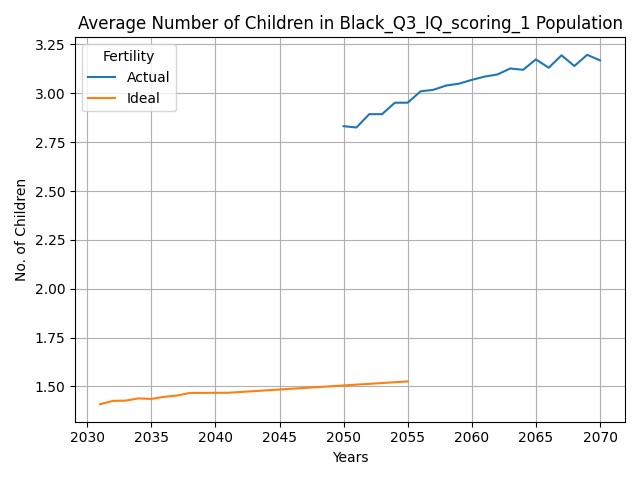 Average Number of Children in Black_Q3_IQ_scoring_1 Population
Fertility
Actual
Ideal
No. of Children
3.25
3.00
2.75
2.50
2.25
2.00
1.75
1.50
2030 2035 2040 2045 2050 2055 2060 2065 2070
Years